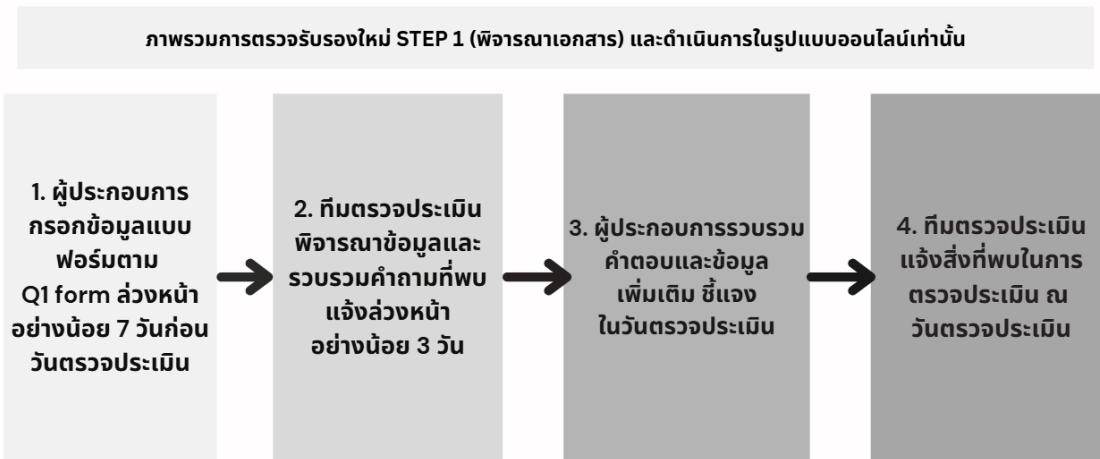 ภาพรวมการตรวจรับรองใหม่ STEP 1 (พิจารณาเอกสาร) และดำเนินการในรูปแบบออนไลน์เท่านั้น
1. ผู้ประกอบการ
กรอกข้อมูลแบบ
ฟอร์มตาม
Q1 form ล่วงหน้า
อย่างน้อย 7 วันก่อน
วันตรวจประเมิน
2. ทีมตรวจประเมิน
พิจารณาข้อมูลและ
รวบรวมคำถามที่พบ
แจ้งล่วงหน้า
อย่างน้อย 3 วัน
3. ผู้ประกอบการรวบรวม
คำตอบและข้อมูล
เพิ่มเติม ชี้แจง
ในวันตรวจประเมิน
4. ทีมตรวจประเมิน
แจ้งสิ่งที่พบในการ
ตรวจประเมิน ณ
วันตรวจประเมิน